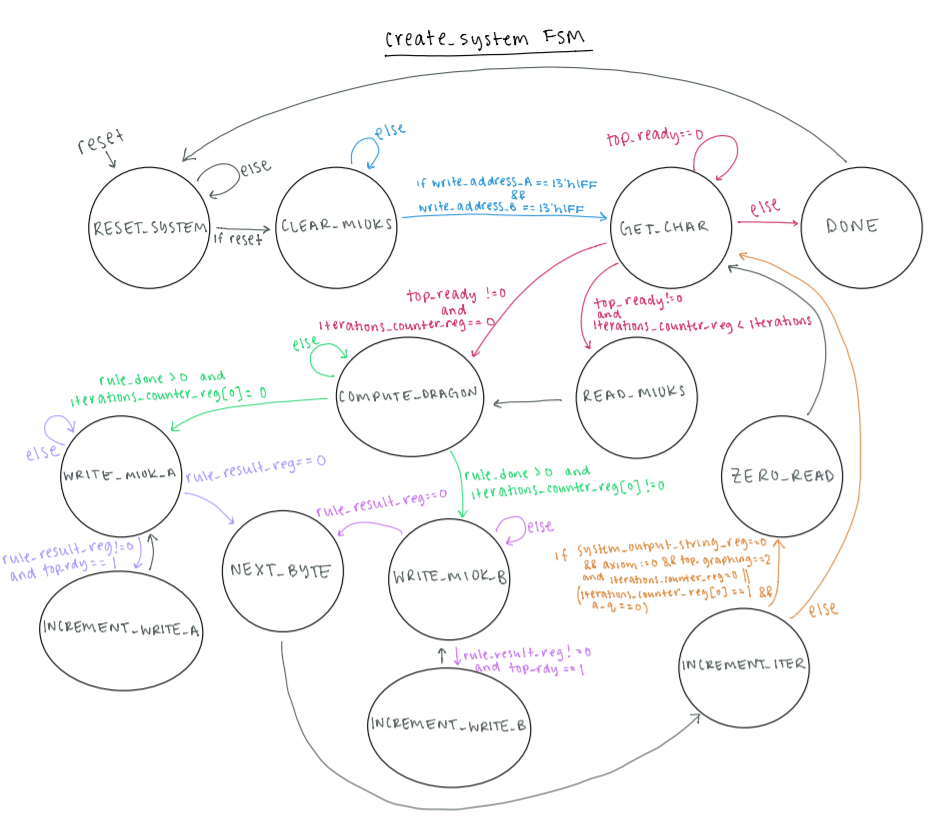 create_system FSM
reset
else
RESET_SYSTEM
if reset
else
CLEAR_M10KS
if write_address_A == 13'h1FF
&&
write_address_B == 13'h1FF
top_ready==0
GET_CHAR
else
DONE
top_ready !=0
and
iterations_counter_reg== 0
top_ready!=0
and
iterations_counter_reg < iterations
else
COMPUTE_DRAGON
READ_M10KS
rule_done >0 and
iterations_counter_reg[0]= 0
else
WRITE_M10K_A
rule_result_reg==0
rule_done >0 and
iterations_counter_reg[0] !=0
ZERO_READ
rule_result_reg!=0
and top_rdy==1
INCREMENT_WRITE_A
NEXT_BYTE
rule_result_reg==0
else
WRITE_M10K_B
rule_result_reg!=0
and top_rdy ==1
INCREMENT_WRITE_B
if system_output_string_reg==0
&& axiom :=0 && top_graphing==2
and iterations_counter_reg=0 ||
(iterations_counter_reg[0] ==1 &&
a_q ==0)
else
INCREMENT_ITER